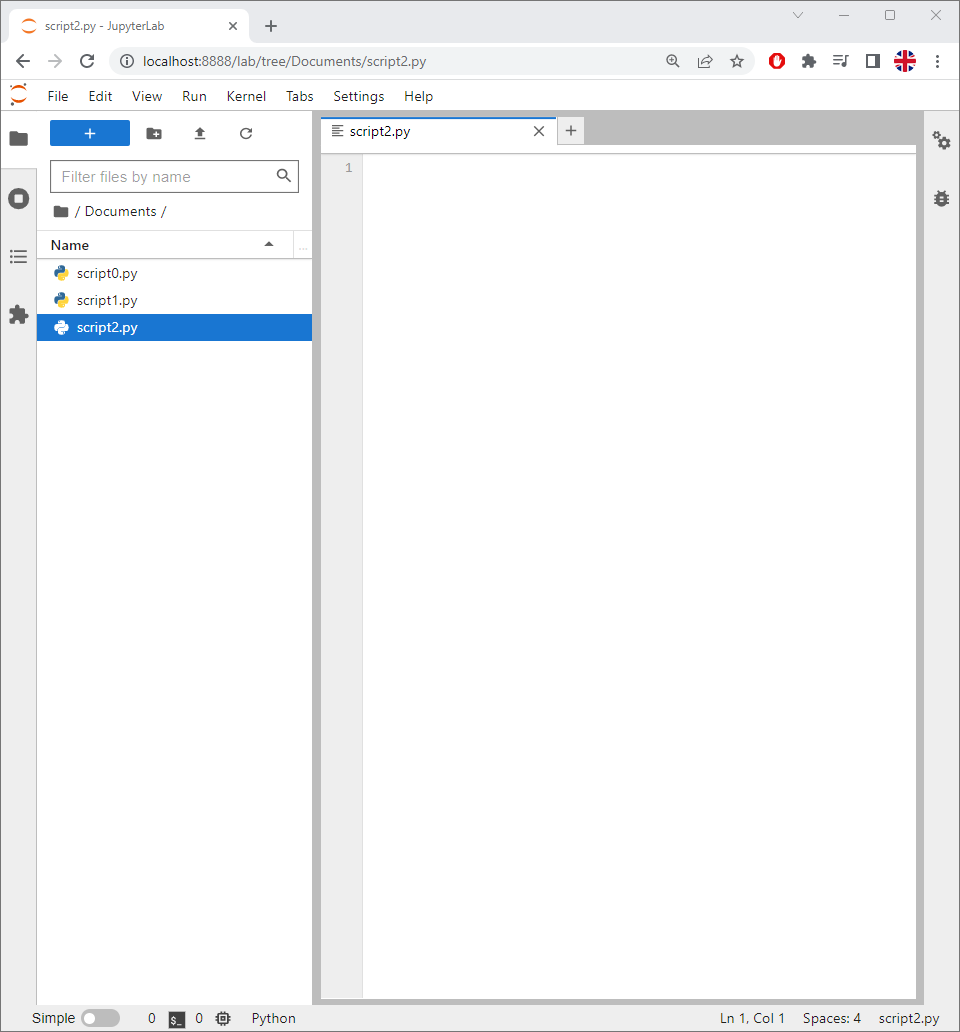 script2.py - JupyterLab
localhost:8888/lab/tree/Documents/script2.py
File Edit View Run Kernel Tabs Settings Help
script2.py
Filter files by name
/ Documents /
Name
...
script0.py
script1.py
script2.py
1
Simple 0 $_ 0 Python Ln 1, Col 1 Spaces: 4 script2.py